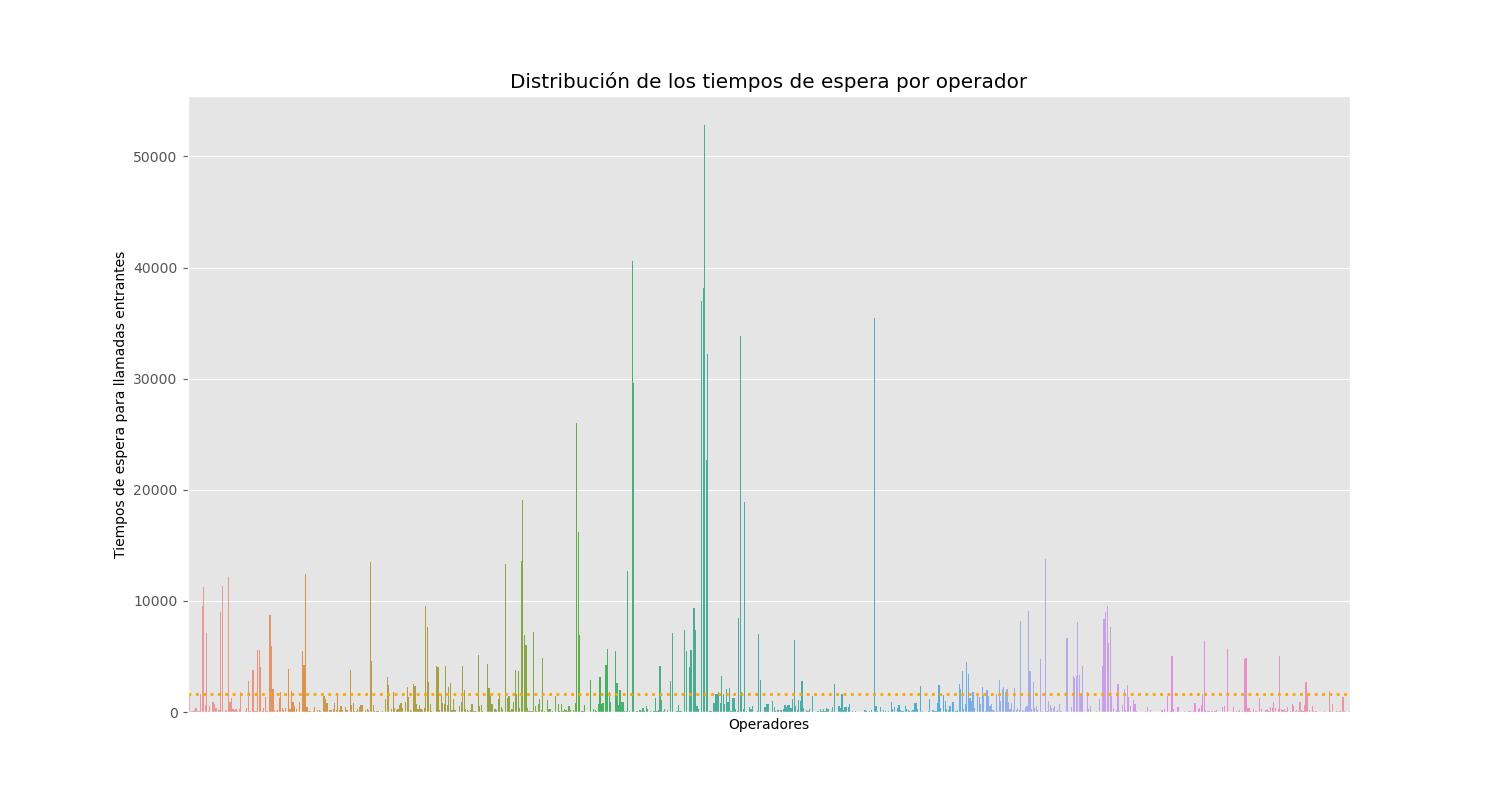 Distribución de los tiempos de espera por operador
Tiempos de espera para llamadas entrantes
50000
40000
30000
20000
10000
0
Operadores